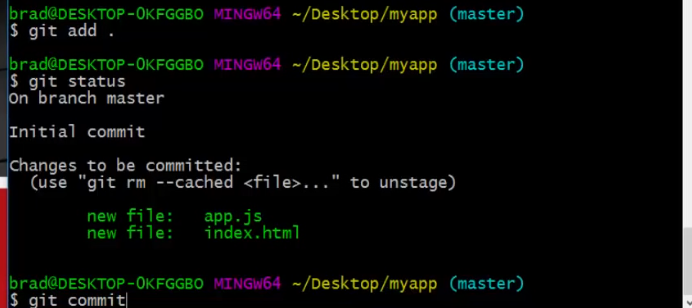 brad@DESKTOP-0KFGGBO MINGW64 ~/Desktop/myapp (master)
$ git add .
brad@DESKTOP-0KFGGBO MINGW64 ~/Desktop/myapp (master)
$ git status
On branch master
Initial commit
Changes to be committed:
(use "git rm --cached <file>..." to unstage)
new file: app.js
new file: index.html
brad@DESKTOP-0KFGGBO MINGW64 ~/Desktop/myapp (master)
$ git commit